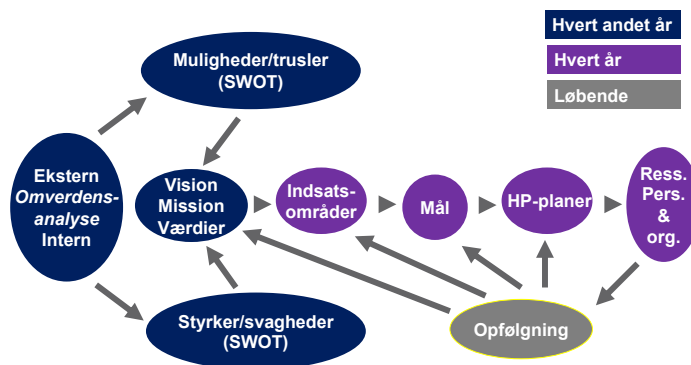 Hvert andet år
Hvert år
Løbende
Muligheder/trusler
(SWOT)
Ekstern
Omverdens-
analyse
Intern
Vision
Mission
Værdier
Indsats-
områder
Mål
HP-planer
Ress.
Pers.
&
org.
Styrker/svagheder
(SWOT)
Opfølgning